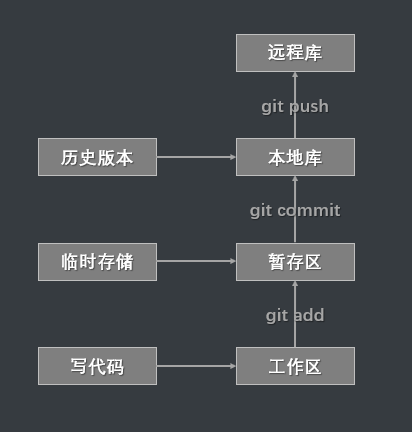 远程库
git push
历史版本
本地库
git commit
临时存储
暂存区
git add
写代码
工作区